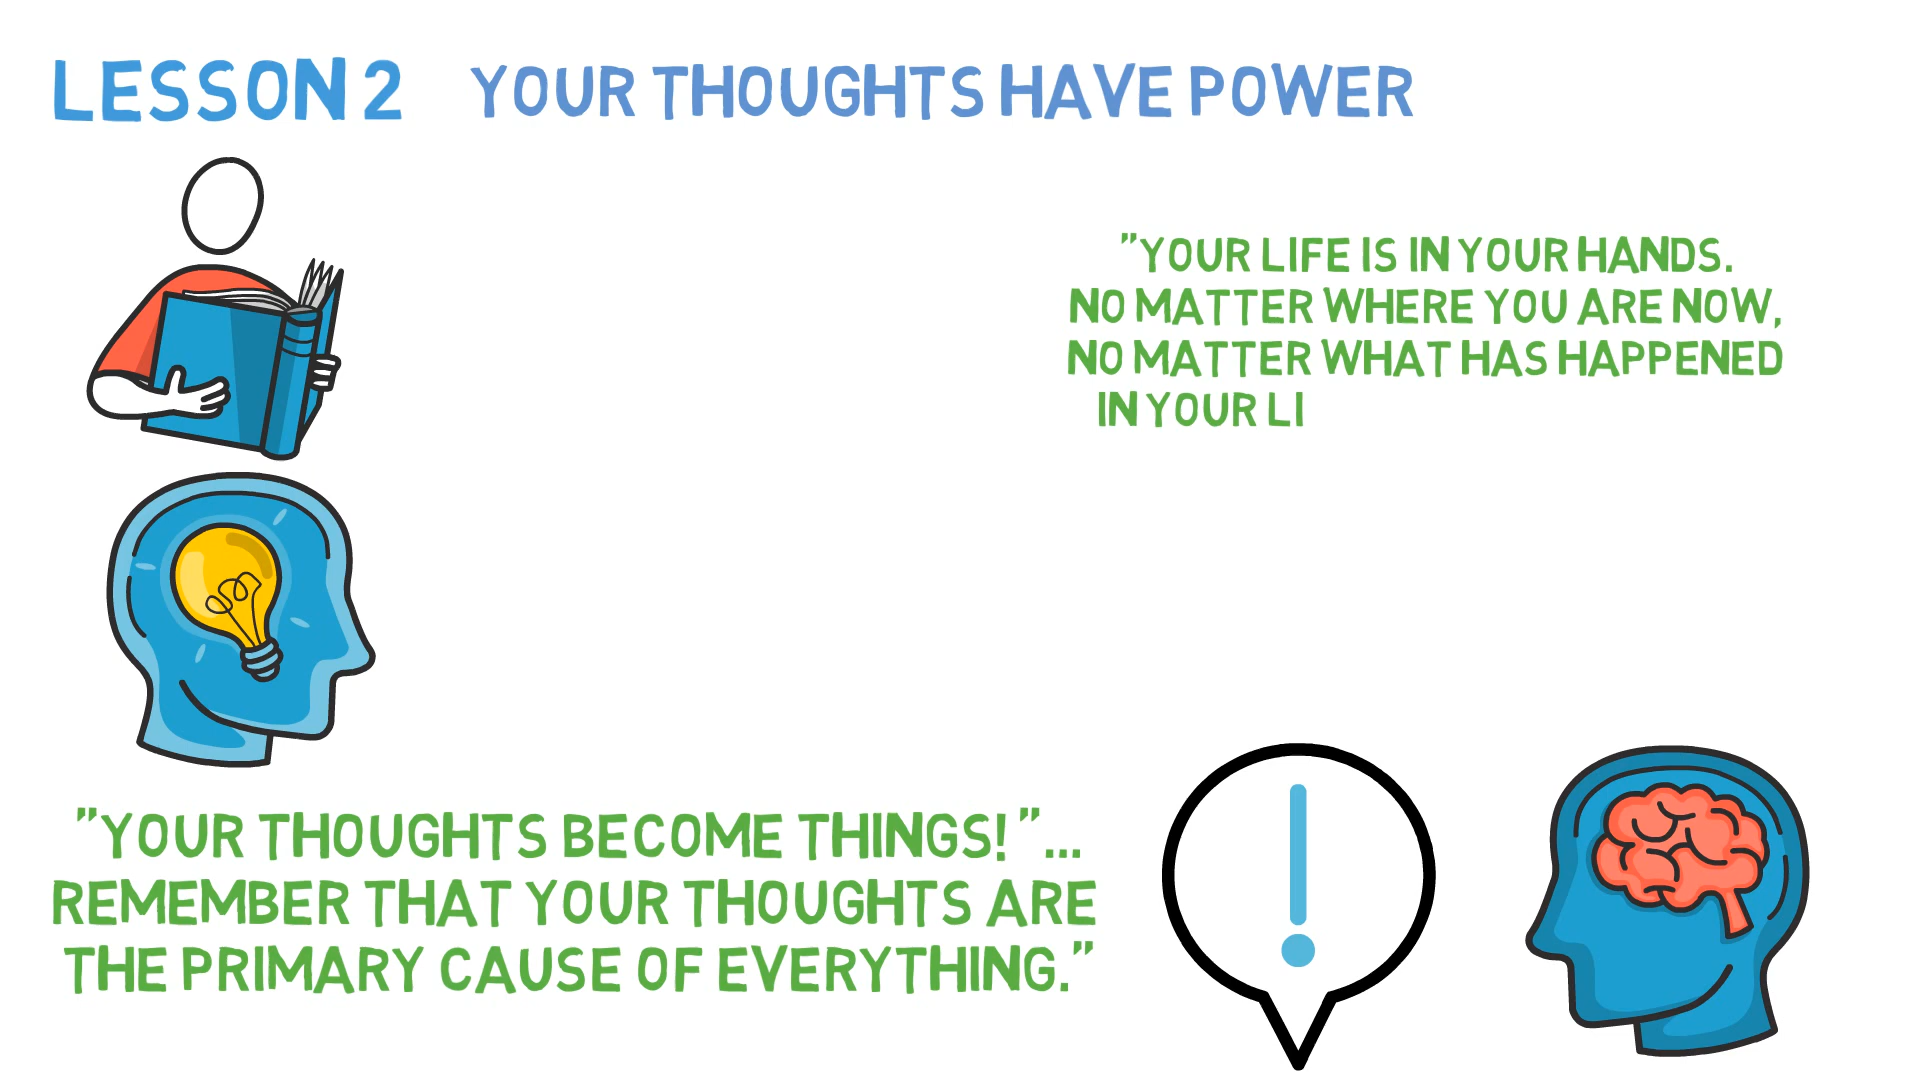 LESSON 2 YOUR THOUGHTS HAVE POWER
"YOUR LIFE IS IN YOUR HANDS.
NO MATTER WHERE YOU ARE NOW,
NO MATTER WHAT HAS HAPPENED
IN YOUR LI
"YOUR THOUGHTS BECOME THINGS!"...
REMEMBER THAT YOUR THOUGHTS ARE
THE PRIMARY CAUSE OF EVERYTHING."
!